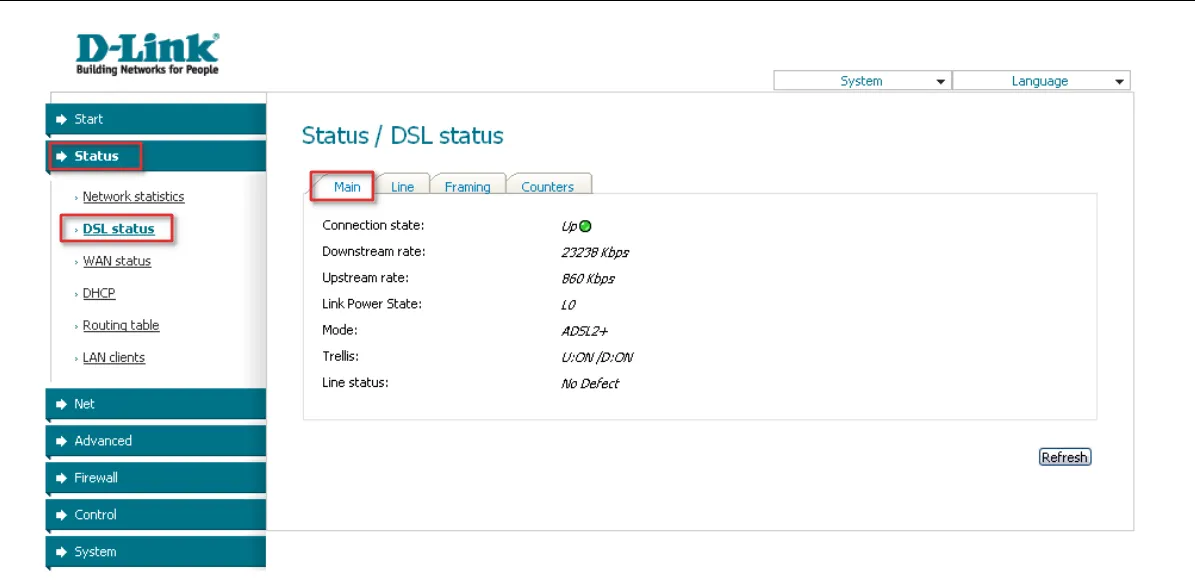 D-Link
Building Networks for People
System Language
Start
Status
Network statistics
DSL status
WAN status
DHCP
Routing table
LAN clients
Net
Advanced
Firewall
Control
System
Status / DSL status
Main Line Framing Counters
Connection state: Up
Downstream rate: 23238 Kbps
Upstream rate: 860 Kbps
Link Power State: L0
Mode: ADSL2+
Trellis: U:ON /D:ON
Line status: No Defect
Refresh